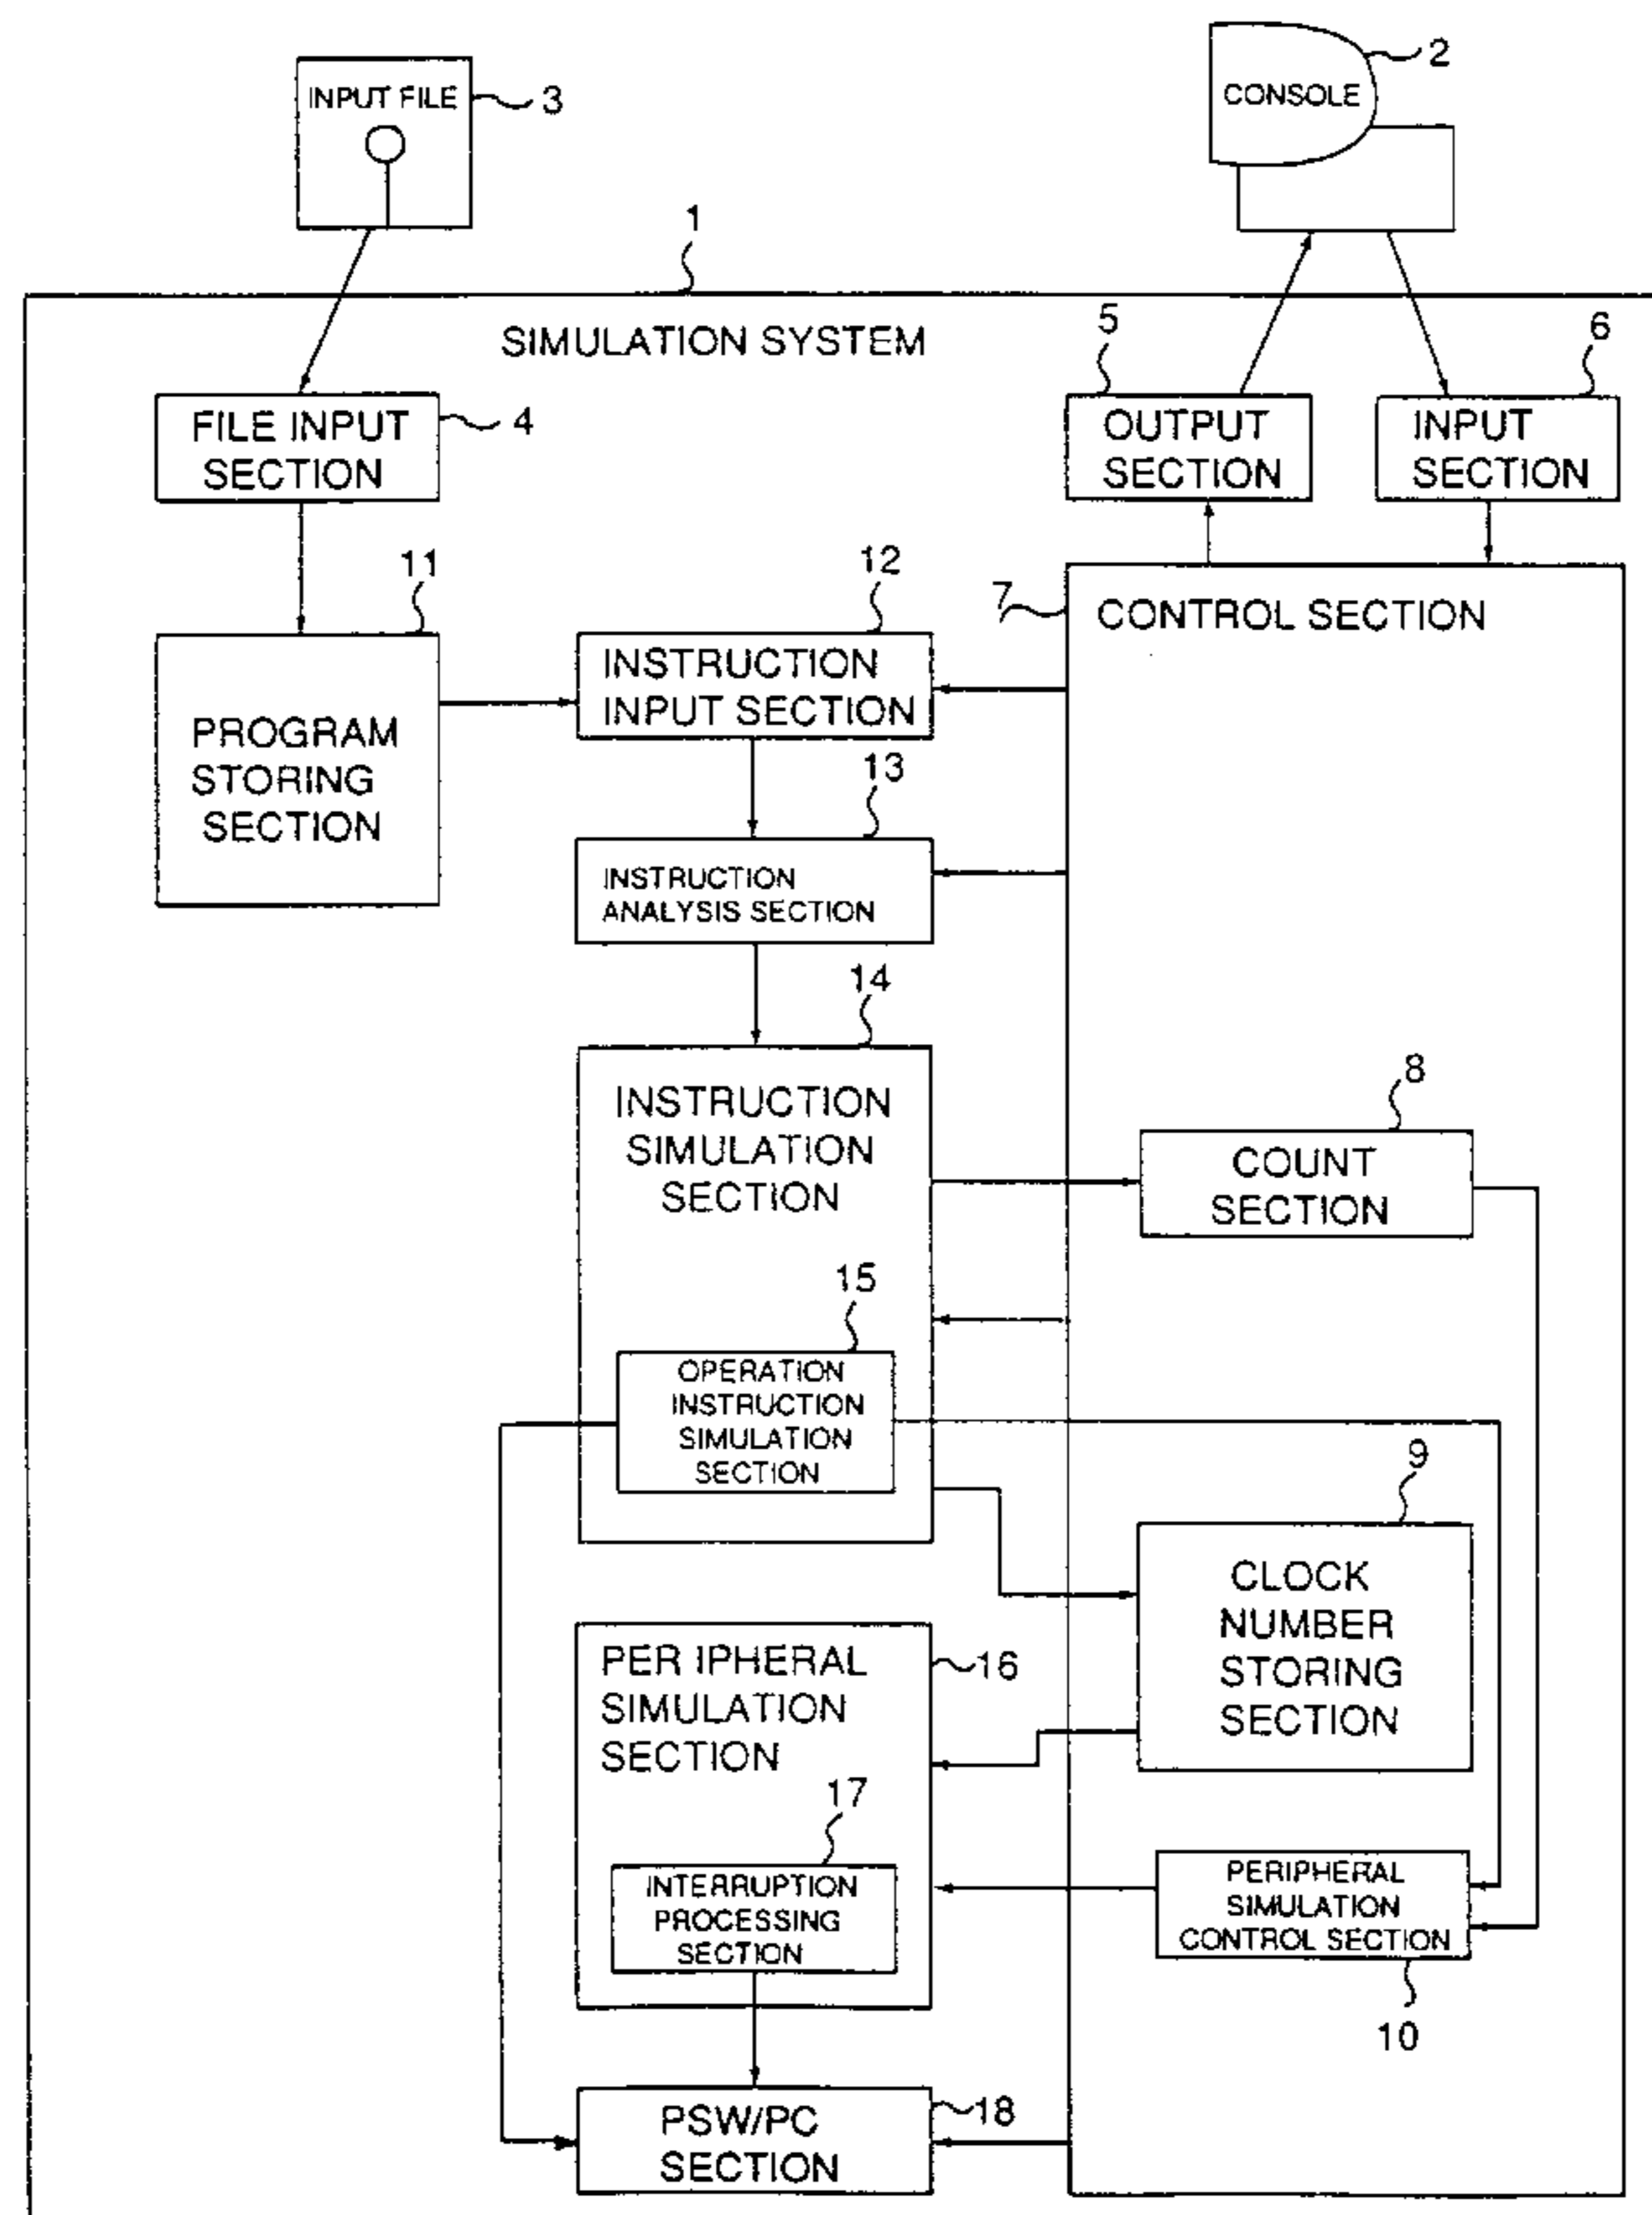 2
CONSOLE
INPUT FILE
3
1
SIMULATION SYSTEM
5
6
FILE INPUT
SECTION
4
OUTPUT
SECTION
INPUT
SECTION
11
12
7
CONTROL SECTION
PROGRAM
STORING
SECTION
INSTRUCTION
INPUT SECTION
13
INSTRUCTION
ANALYSIS SECTION
14
INSTRUCTION
SIMULATION
SECTION
8
COUNT
SECTION
15
OPERATION
INSTRUCTION
SIMULATION
SECTION
9
CLOCK
NUMBER
STORING
SECTION
PERIPHERAL
SIMULATION
SECTION
16
17
INTERRUPTION
PROCESSING
SECTION
PERIPHERAL
SIMULATION
CONTROL SECTION
10
PSW/PC
SECTION
18